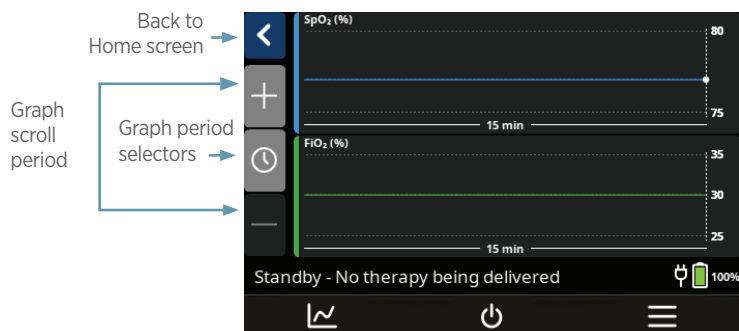 Back to
Home screen
Graph
scroll
period
Graph period
selectors
SpO₂ (%)
80
75
15 min
FiO₂ (%)
35
30
25
15 min
Standby - No therapy being delivered
100%